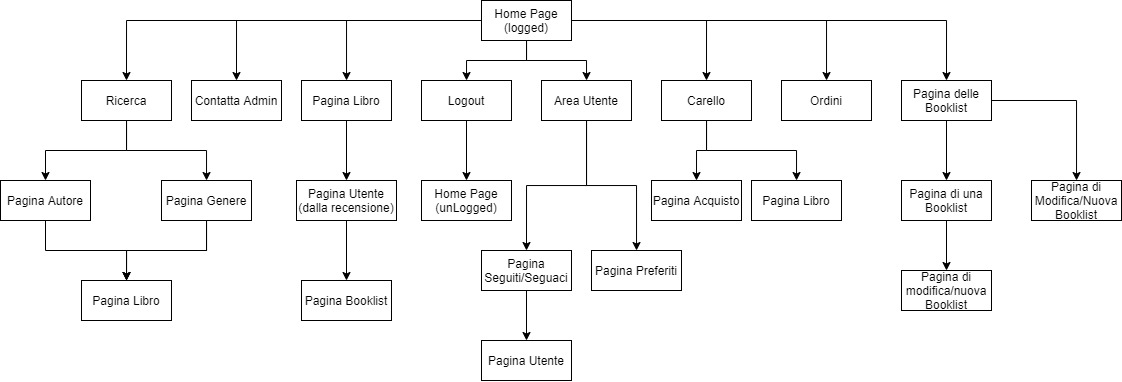 Home Page
(logged)
Ricerca
Contatta Admin
Pagina Libro
Logout
Area Utente
Carello
Ordini
Pagina delle
Booklist
Pagina Autore
Pagina Genere
Pagina Utente
(dalla recensione)
Home Page
(unLogged)
Pagina Acquisto
Pagina Libro
Pagina di una
Booklist
Pagina di
Modifica/Nuova
Booklist
Pagina Libro
Pagina Booklist
Pagina
Seguiti/Seguaci
Pagina Preferiti
Pagina di
modifica/nuova
Booklist
Pagina Utente